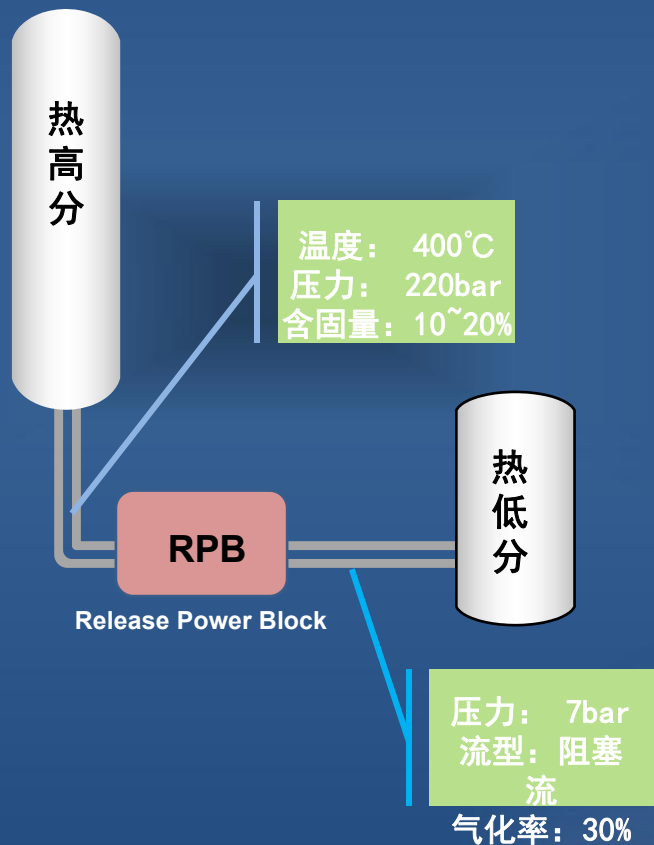 热
高
分
温度： 400℃
压力： 220bar
含固量：10~20%
热
低
分
RPB
Release Power Block
压力： 7bar
流型：阻塞
流
气化率：30%